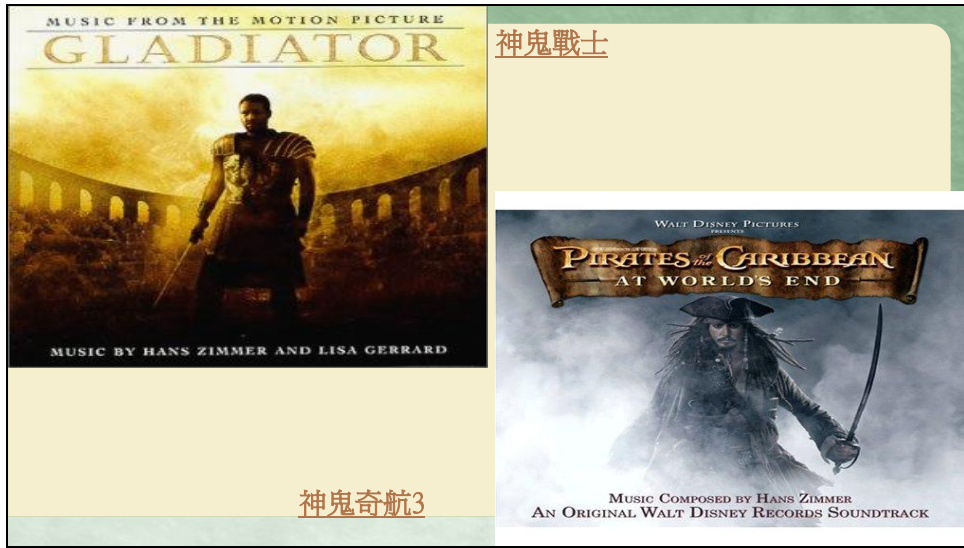 MUSIC FROM THE MOTION PICTURE
GLADIATOR
MUSIC BY HANS ZIMMER AND LISA GERRARD
神鬼戰士
WALT DISNEY PICTURES
PRESENTS
PIRATES of the CARIBBEAN
AT WORLD'S END
MUSIC COMPOSED BY HANS ZIMMER
AN ORIGINAL WALT DISNEY RECORDS SOUNDTRACK
神鬼奇航3